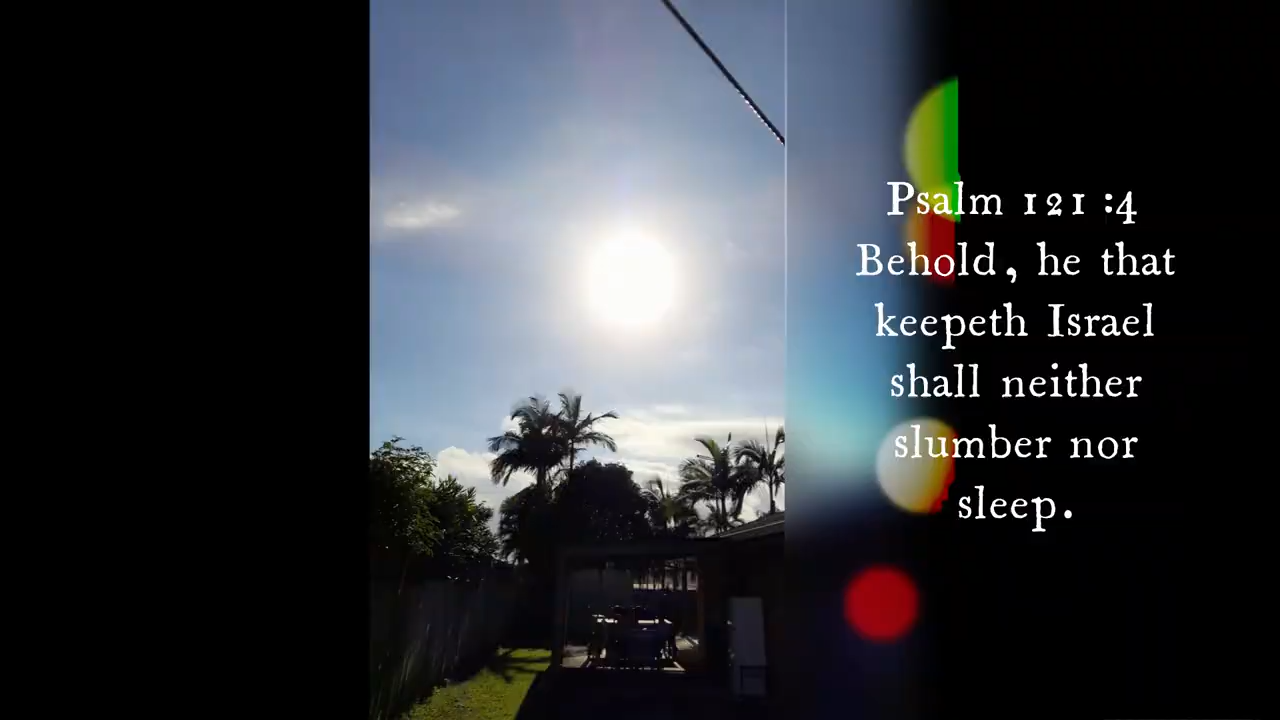 Psalm 121 :4
Behold, he that
keepeth Israel
shall neither
slumber nor
sleep.